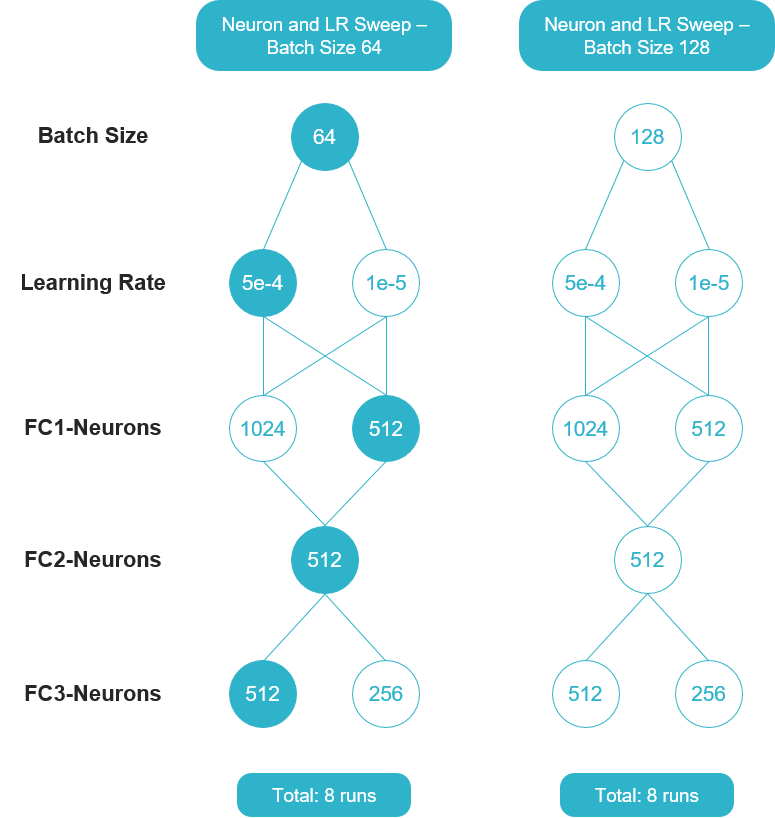 Neuron and LR Sweep –
Batch Size 64
Neuron and LR Sweep –
Batch Size 128
Batch Size
64
128
Learning Rate
5e-4
1e-5
5e-4
1e-5
FC1-Neurons
1024
512
1024
512
FC2-Neurons
512
512
FC3-Neurons
512
256
512
256
Total: 8 runs
Total: 8 runs